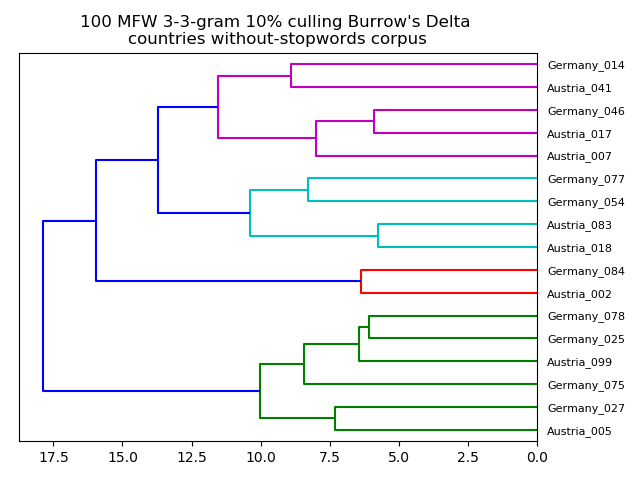 100 MFW 3-3-gram 10% culling Burrow's Delta
countries without-stopwords corpus
Germany_014
Austria_041
Germany_046
Austria_017
Austria_007
Germany_077
Germany_054
Austria_083
Austria_018
Germany_084
Austria_002
Germany_078
Germany_025
Austria_099
Germany_075
Germany_027
Austria_005
17.5 15.0 12.5 10.0 7.5 5.0 2.5 0.0